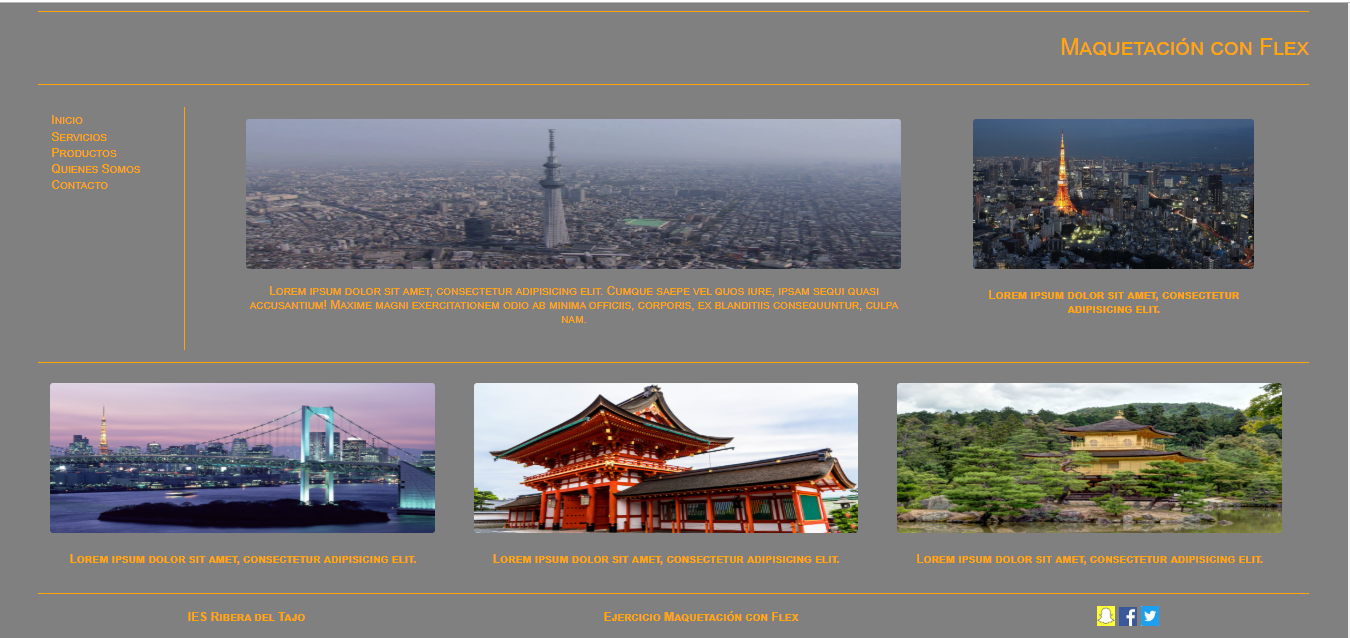 Maquetación con Flex
Inicio
Servicios
Productos
Quienes Somos
Contacto
Lorem ipsum dolor sit amet, consectetur adipisicing elit. Cumque saepe vel quos iure, ipsam sequi quasi
accusantium! Maxime magni exercitationem odio ab minima officiis, corporis, ex blanditiis consequuntur, culpa
nam.
Lorem ipsum dolor sit amet, consectetur
adipisicing elit.
Lorem ipsum dolor sit amet, consectetur adipisicing elit.
Lorem ipsum dolor sit amet, consectetur adipisicing elit.
Lorem ipsum dolor sit amet, consectetur adipisicing elit.
IES Ribera del Tajo
Ejercicio Maquetación con Flex